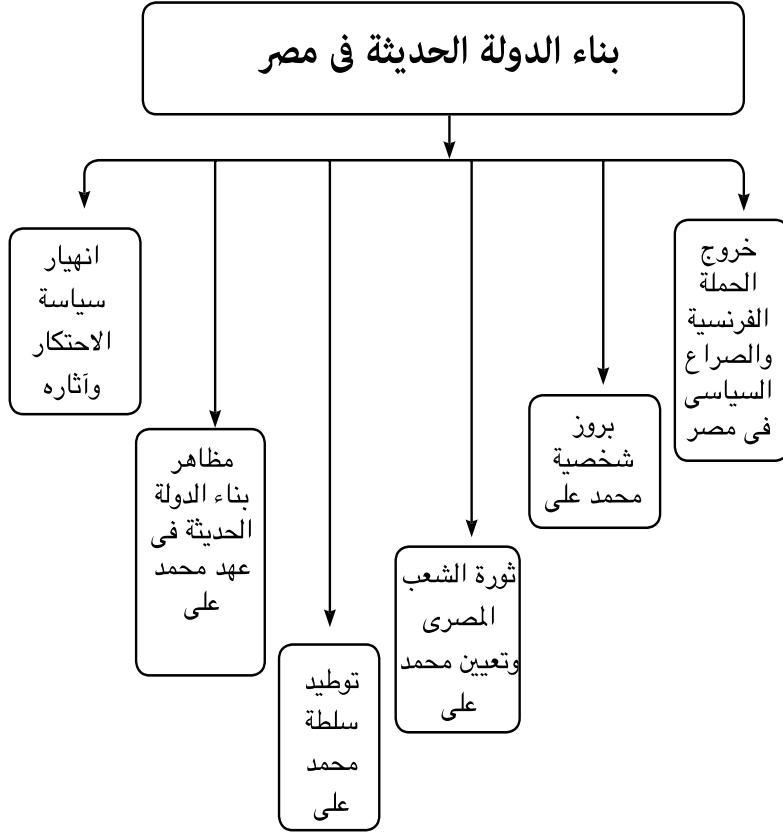 بناء الدولة الحديثة فى مصر
خروج
الحملة
الفرنسية
والصراع
السياسى
فى مصر
بروز
شخصية
محمد على
ثورة الشعب
المصرى
وتعيين محمد
على
توطيد
سلطة
محمد
على
مظاهر
بناء الدولة
الحديثة فى
عهد محمد
على
انهيار
سياسة
الاحتكار
وآثاره